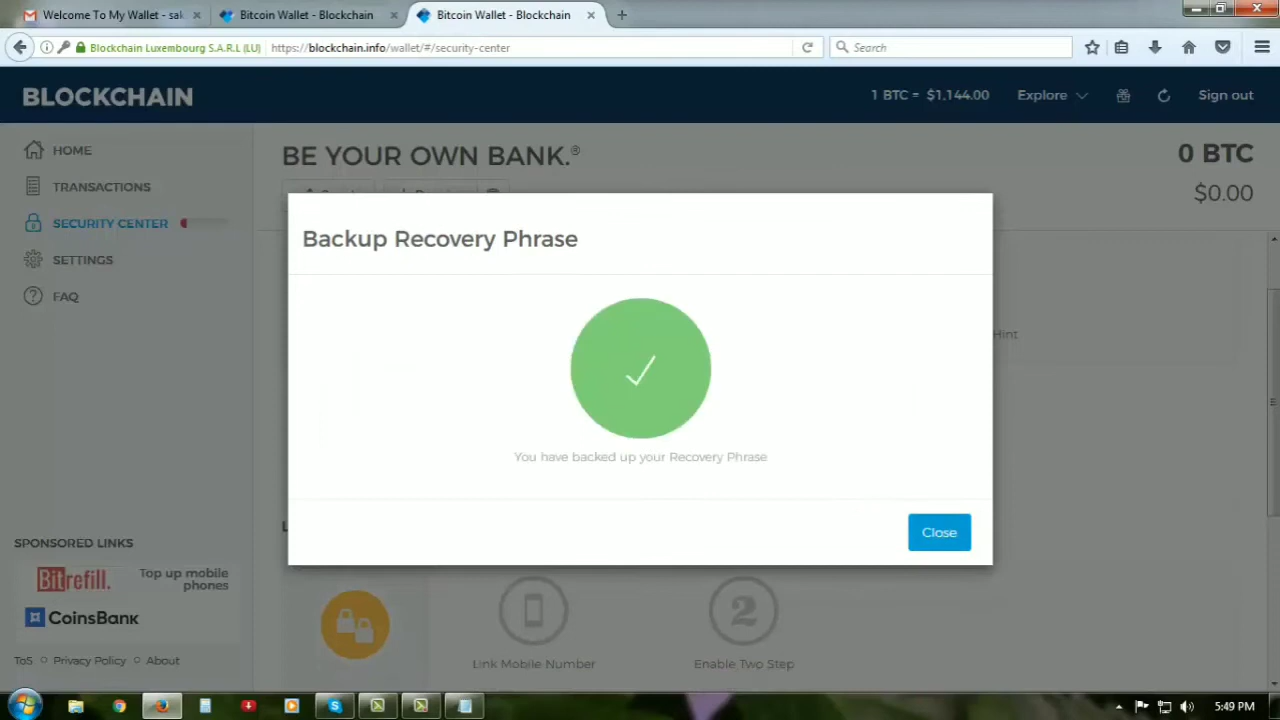 Welcome To My Wallet - sak
Bitcoin Wallet - Blockchain
Bitcoin Wallet - Blockchain
Blockchain Luxembourg S.A.R.L (LU)
https://blockchain.info/wallet/#/security-center
Search
BLOCKCHAIN
1 BTC = $1,144.00
Explore
Sign out
HOME
TRANSACTIONS
SECURITY CENTER
SETTINGS
FAQ
BE YOUR OWN BANK.®
0 BTC
$0.00
Backup Recovery Phrase
Hint
You have backed up your Recovery Phrase
Close
SPONSORED LINKS
Bitrefill.
Top up mobile
phones
CoinsBank
ToS
Privacy Policy
About
2
Link Mobile Number
Enable Two Step
5:49 PM